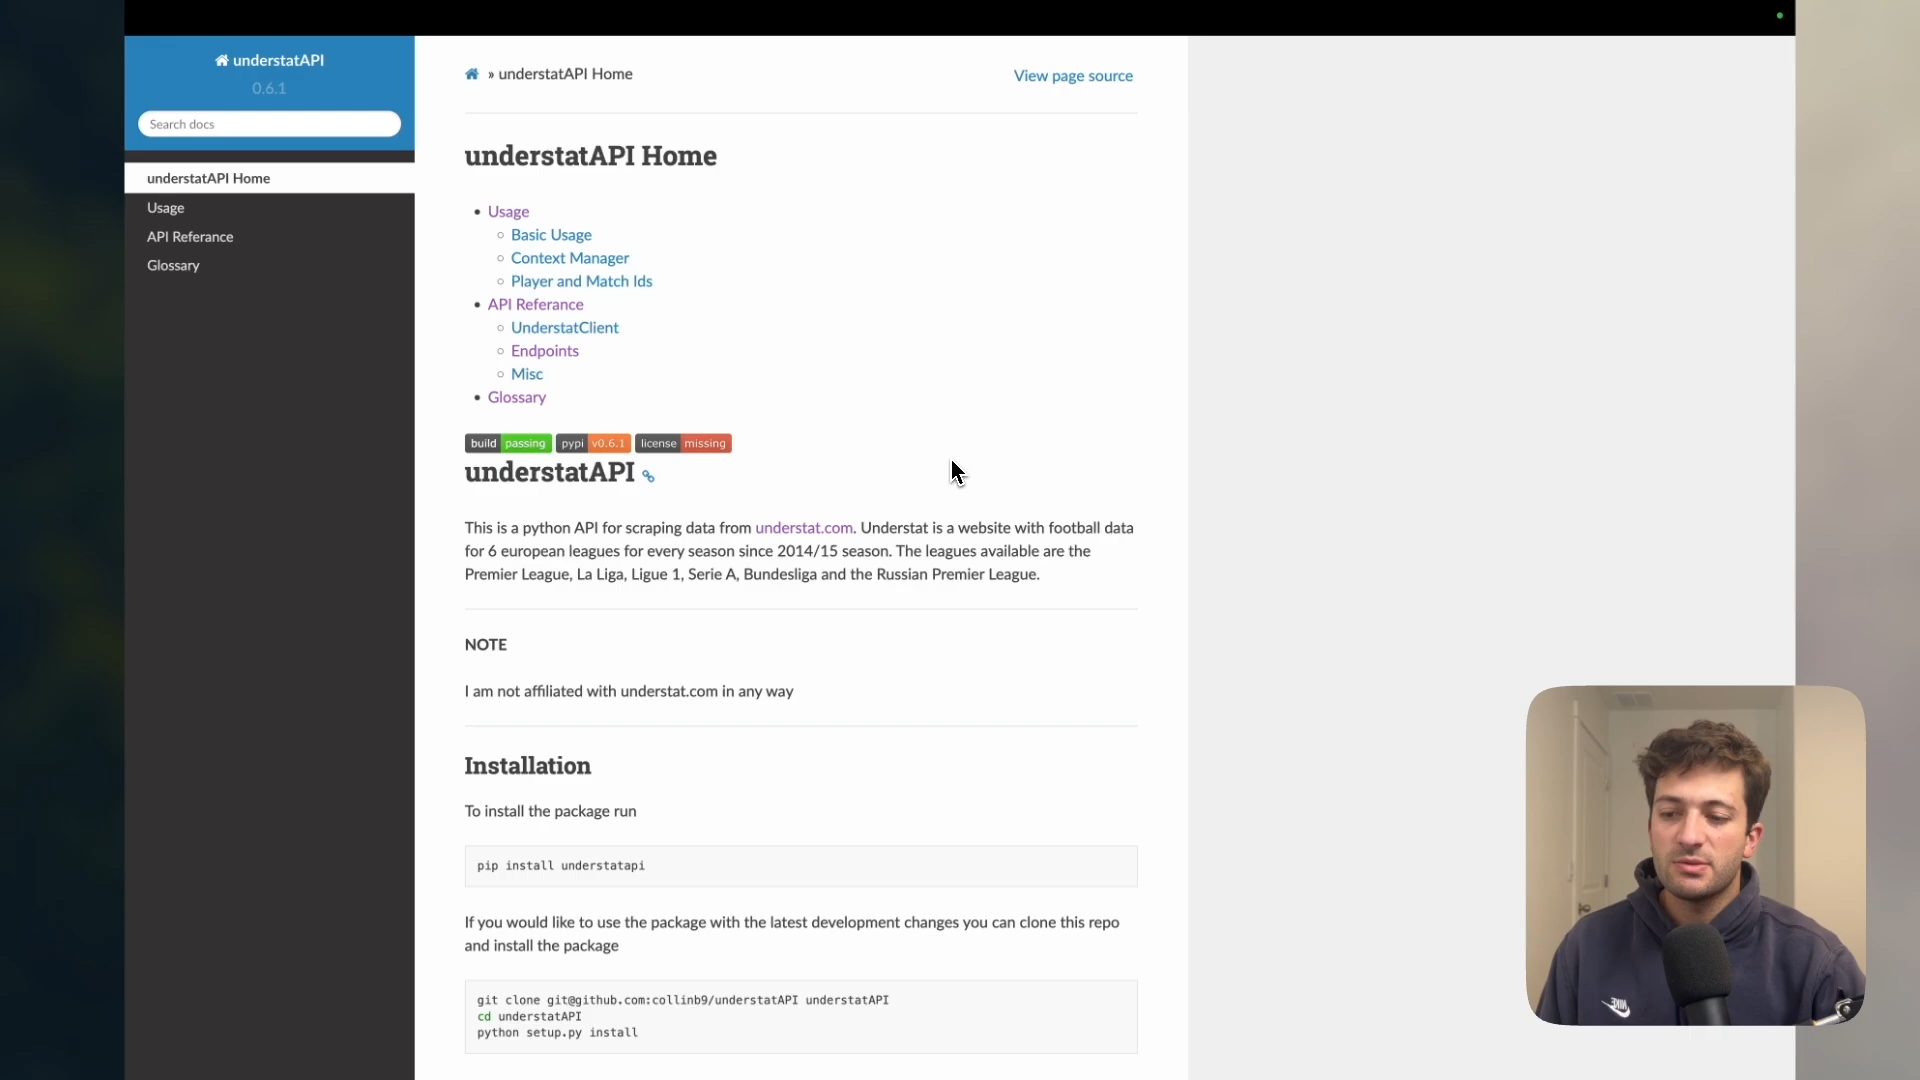 understatAPI
0.6.1
Search docs
understatAPI Home
Usage
API Referance
Glossary
» understatAPI Home
View page source
understatAPI Home
• Usage
○ Basic Usage
○ Context Manager
○ Player and Match Ids
• API Referance
○ UnderstatClient
○ Endpoints
○ Misc
• Glossary
build passing pypi v0.6.1 license missing
understatAPI
This is a python API for scraping data from understat.com. Understat is a website with football data
for 6 european leagues for every season since 2014/15 season. The leagues available are the
Premier League, La Liga, Ligue 1, Serie A, Bundesliga and the Russian Premier League.
NOTE
I am not affiliated with understat.com in any way
Installation
To install the package run
pip install understatapi
If you would like to use the package with the latest development changes you can clone this repo
and install the package
git clone git@github.com:collinb9/understatAPI understatAPI
cd understatAPI
python setup.py install
NIKE